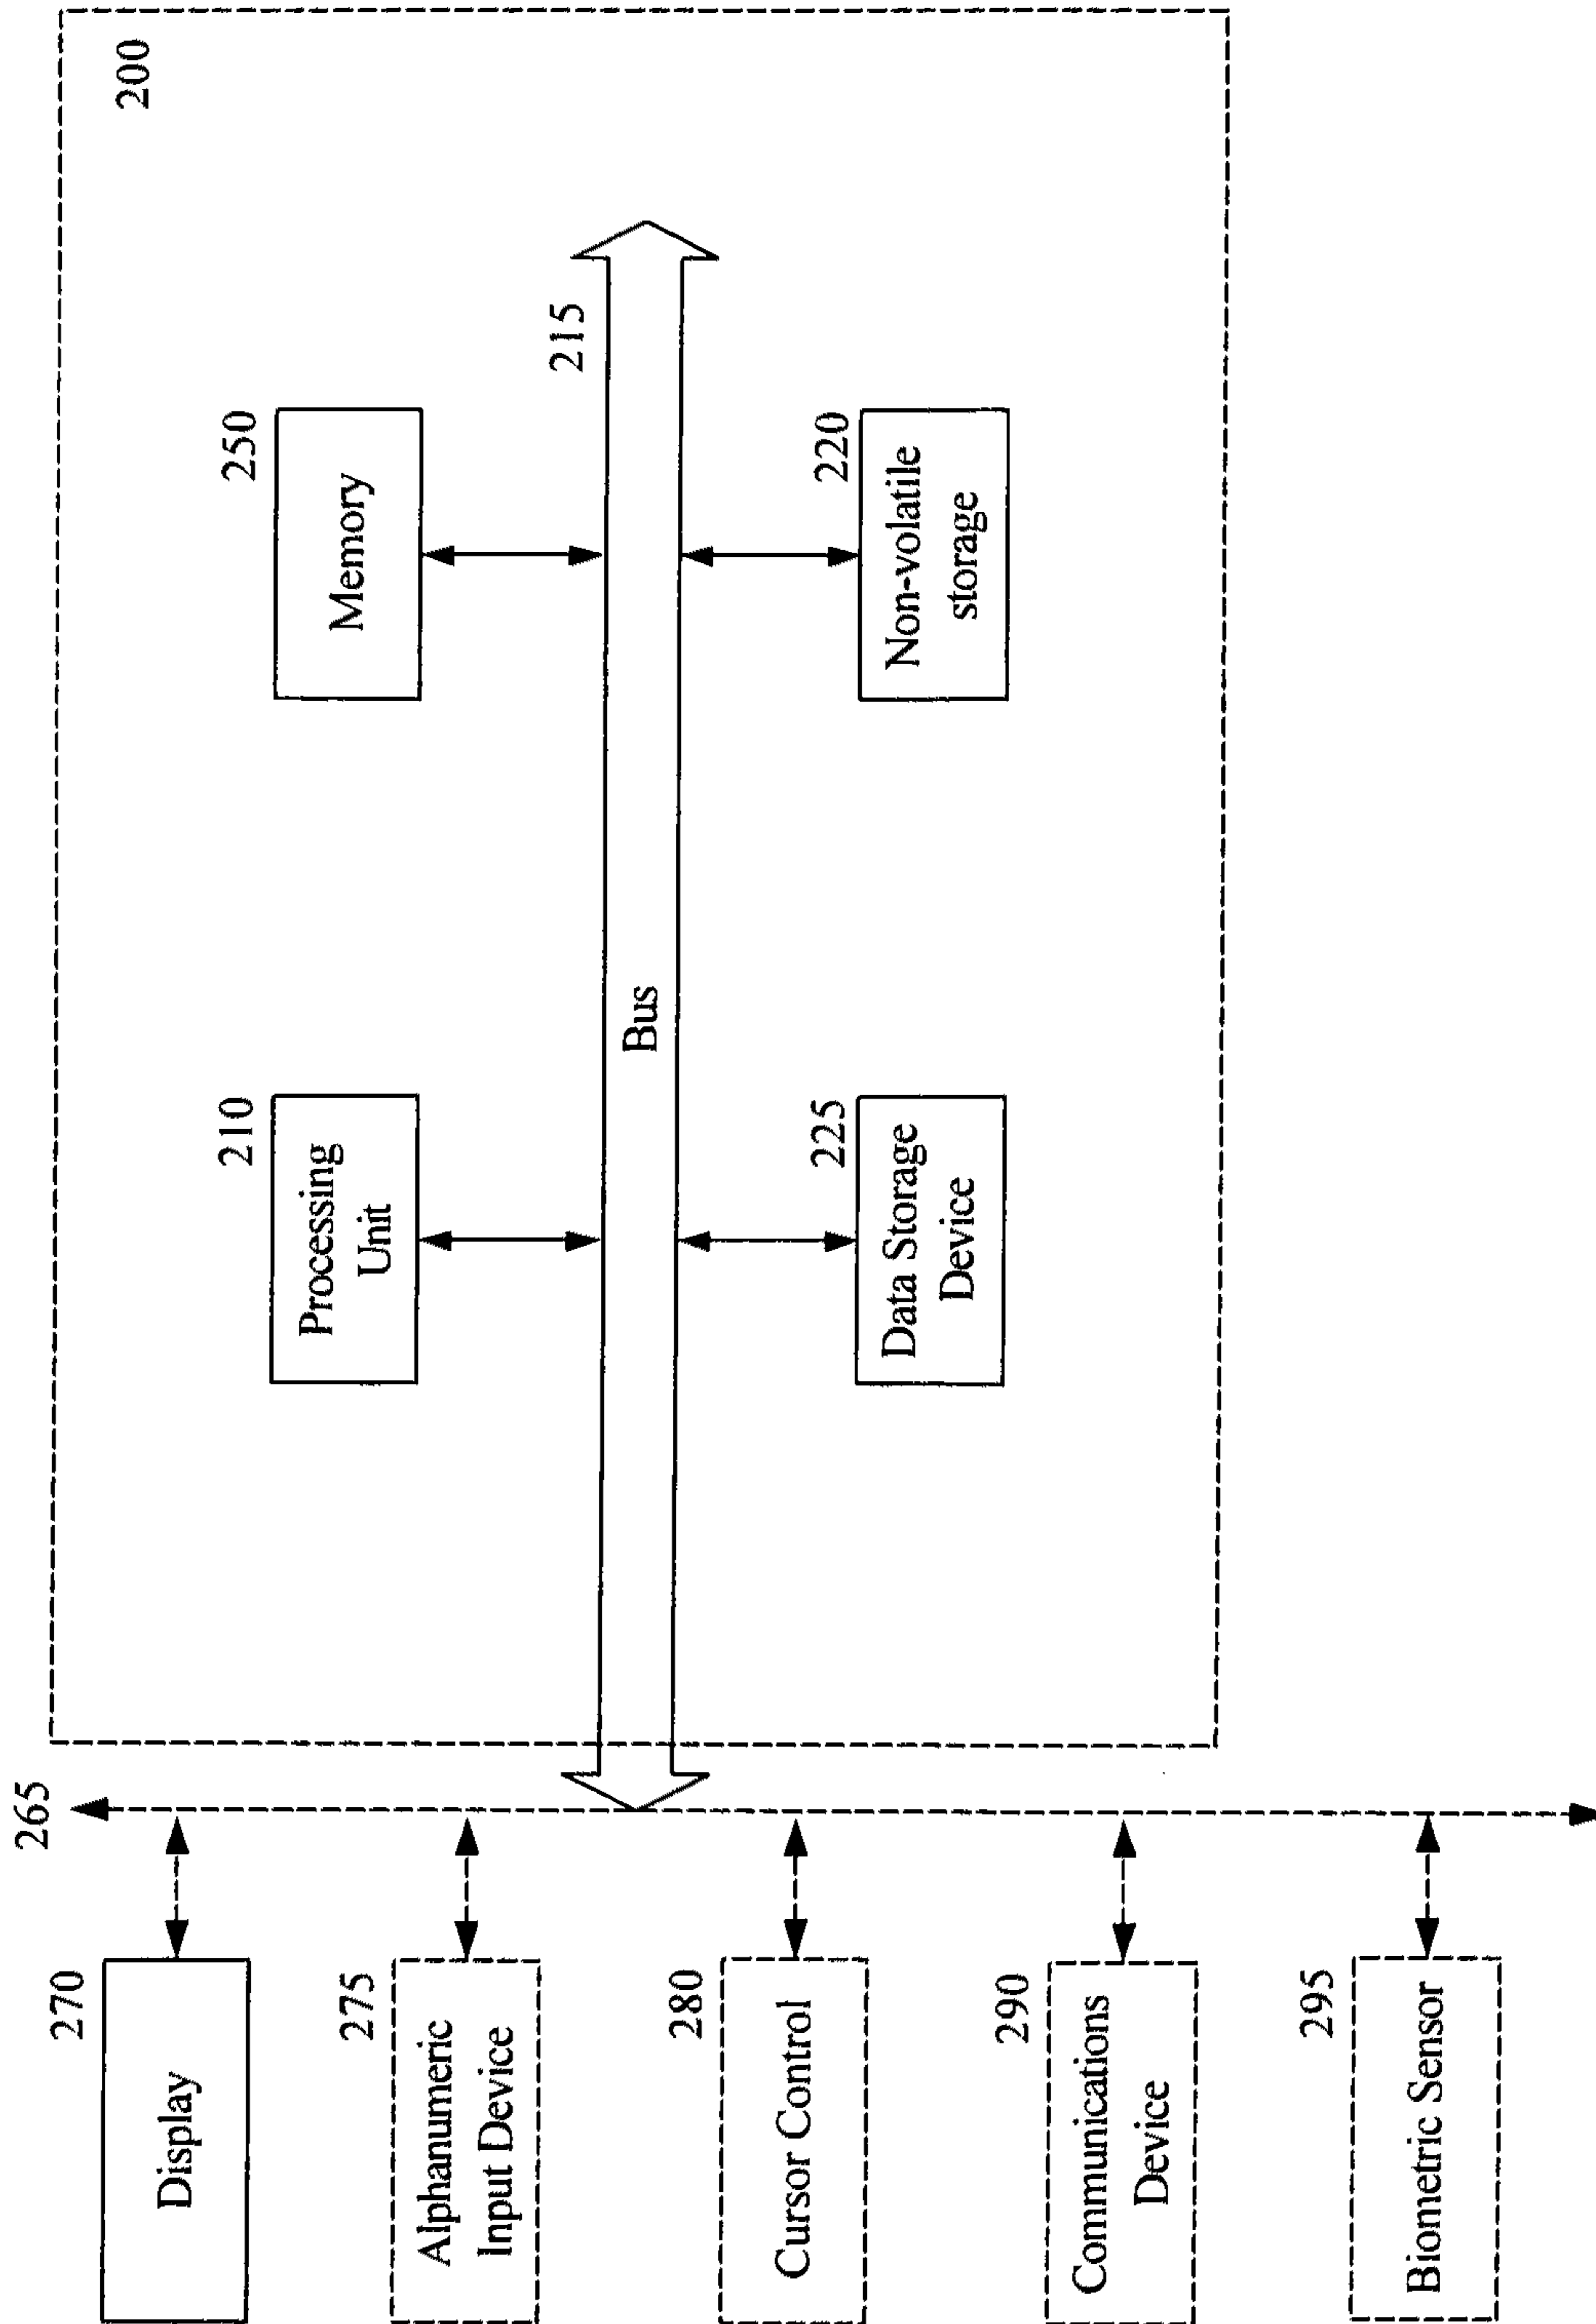 270
Display
265
275
Alphanumeric
Input Device
280
Cursor Control
290
Communications
Device
295
Biometric Sensor
200
210
Processing
Unit
250
Memory
Bus
215
225
Data Storage
Device
220
Non-volatile
storage